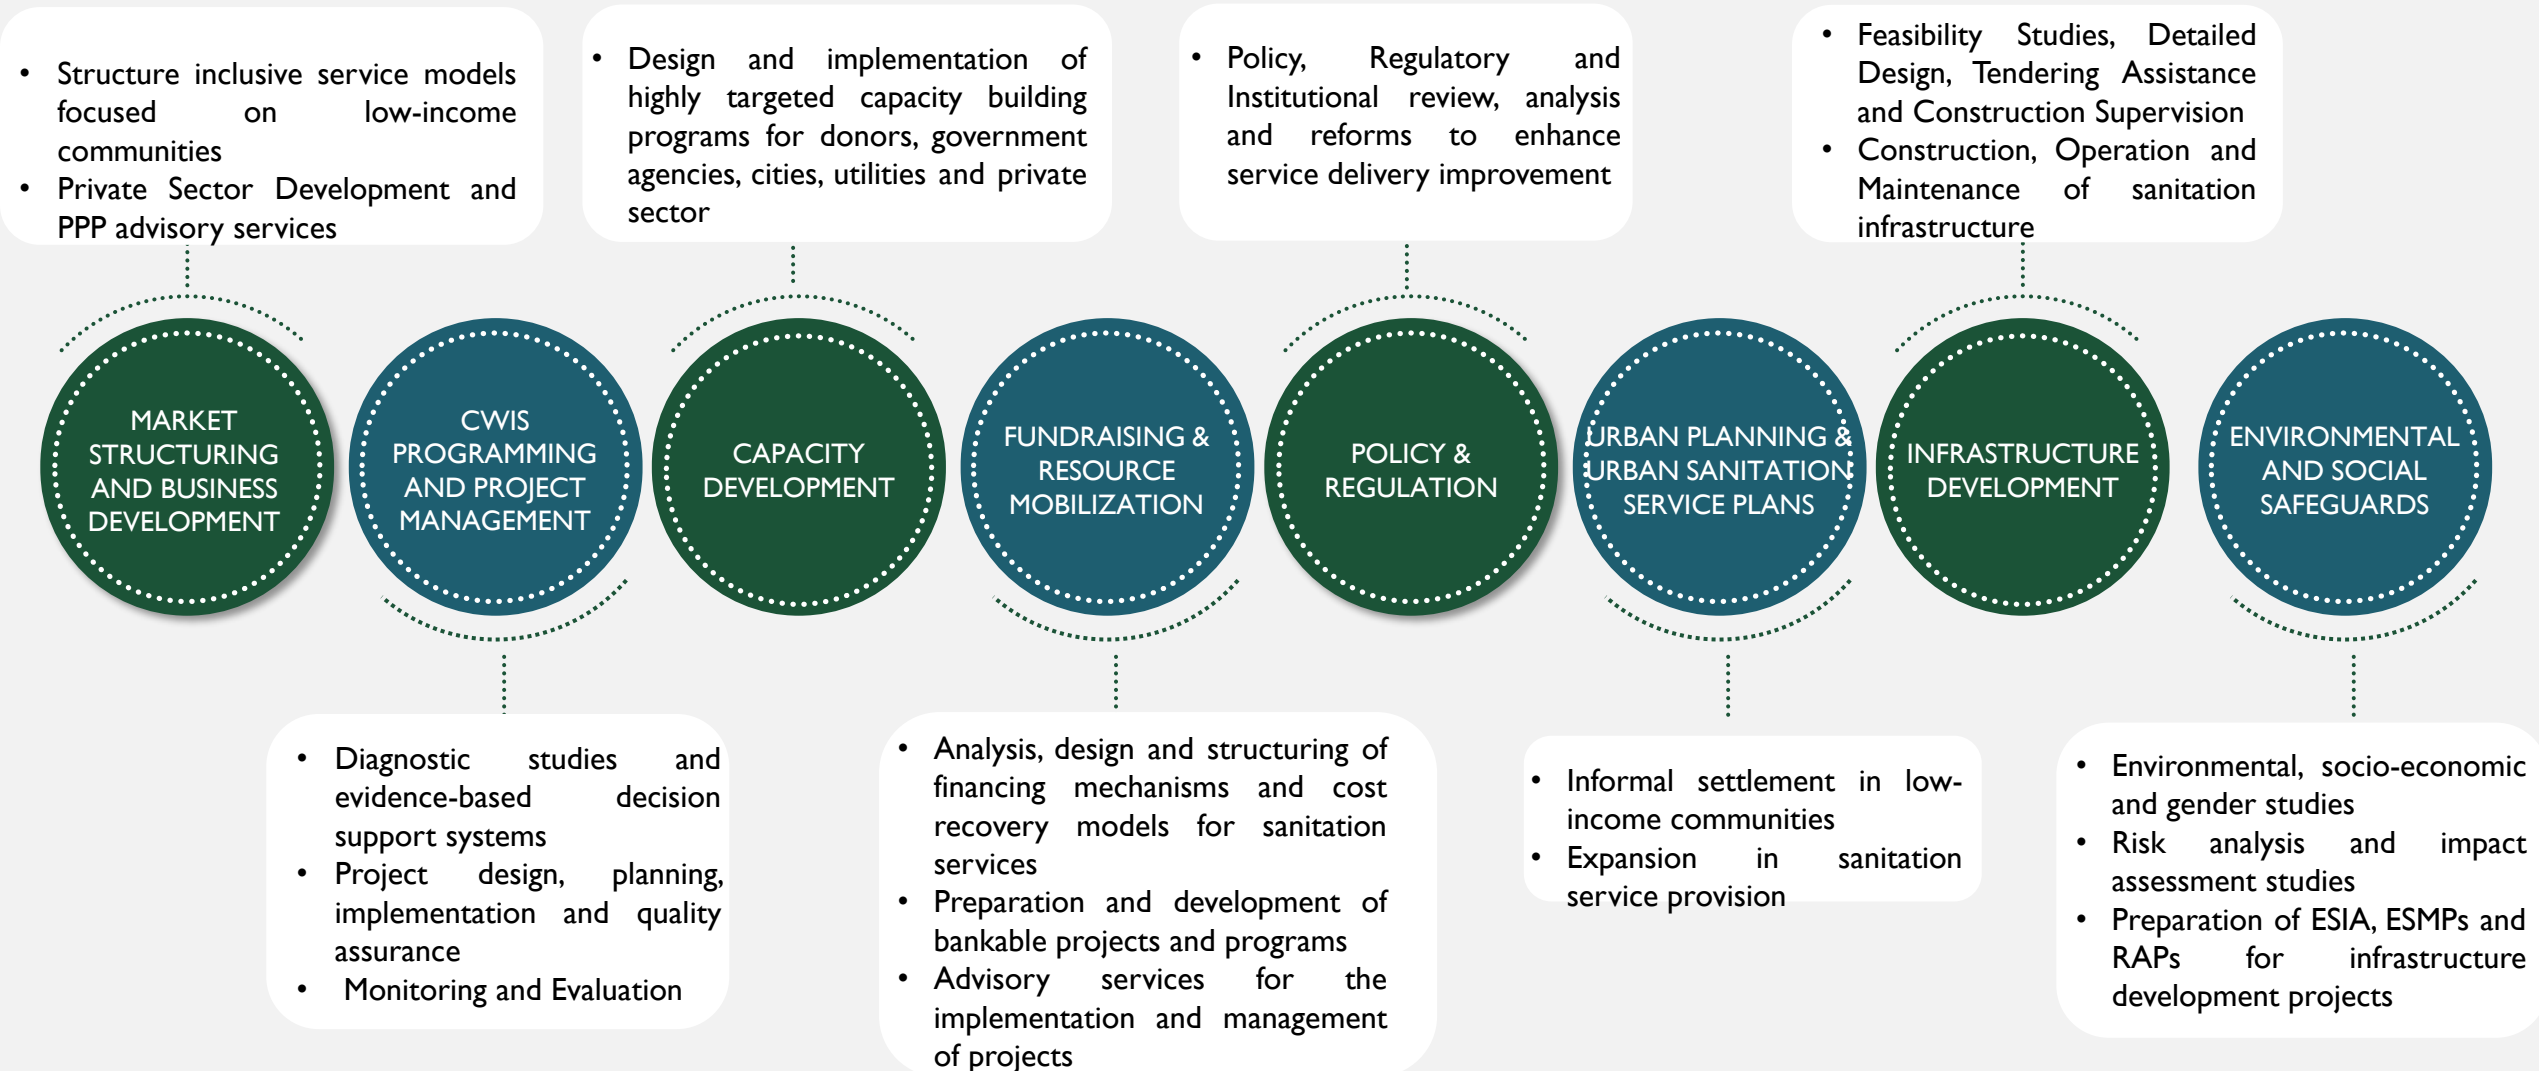 • Structure inclusive service models
focused on low-income
communities
• Private Sector Development and
PPP advisory services
• Design and implementation of
highly targeted capacity building
programs for donors, government
agencies, cities, utilities and private
sector
• Policy, Regulatory and
Institutional review, analysis
and reforms to enhance
service delivery improvement
• Feasibility Studies, Detailed
Design, Tendering Assistance
and Construction Supervision
• Construction, Operation and
Maintenance of sanitation
infrastructure
MARKET
STRUCTURING
AND BUSINESS
DEVELOPMENT
CWIS
PROGRAMMING
AND PROJECT
MANAGEMENT
CAPACITY
DEVELOPMENT
FUNDRAISING &
RESOURCE
MOBILIZATION
POLICY &
REGULATION
URBAN PLANNING &
URBAN SANITATION
SERVICE PLANS
INFRASTRUCTURE
DEVELOPMENT
ENVIRONMENTAL
AND SOCIAL
SAFEGUARDS
• Diagnostic studies and
evidence-based decision
support systems
• Project design, planning,
implementation and quality
assurance
• Monitoring and Evaluation
• Analysis, design and structuring of
financing mechanisms and cost
recovery models for sanitation
services
• Preparation and development of
bankable projects and programs
• Advisory services for the
implementation and management
of projects
• Informal settlement in low-
income communities
• Expansion in sanitation
service provision
• Environmental, socio-economic
and gender studies
• Risk analysis and impact
assessment studies
• Preparation of ESIA, ESMPs and
RAPs for infrastructure
development projects